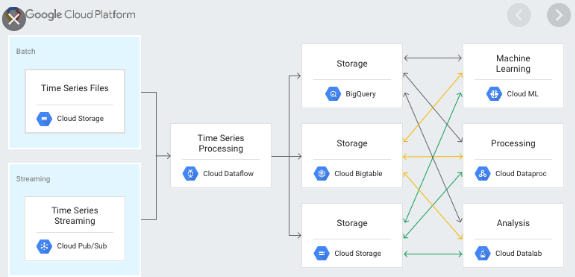 Google Cloud Platform
Batch
Time Series Files
Cloud Storage
Streaming
Time Series
Streaming
Cloud Pub/Sub
Time Series
Processing
Cloud Dataflow
Storage
BigQuery
Storage
Cloud Bigtable
Storage
Cloud Storage
Machine
Learning
Cloud ML
Processing
Cloud Dataproc
Analysis
Cloud Datalab